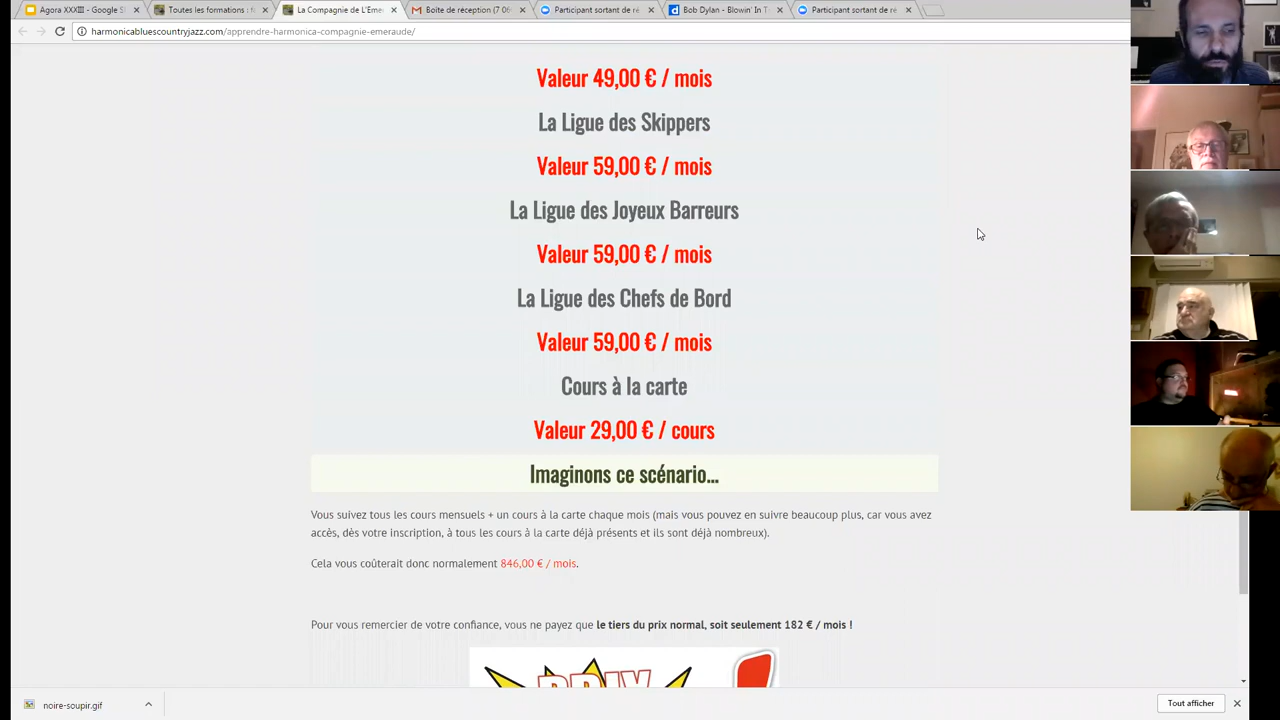 Agora XXXIII - Google S
Toutes les formations : f
La Compagnie de L'Eme
Boîte de réception (7 06
Participant sortant de ré
Bob Dylan - Blowin' In T
Participant sortant de ré
harmonicabluescountryjazz.com/apprendre-harmonica-compagnie-emeraude/
Valeur 49,00 € / mois
La Ligue des Skippers
Valeur 59,00 € / mois
La Ligue des Joyeux Barreurs
Valeur 59,00 € / mois
La Ligue des Chefs de Bord
Valeur 59,00 € / mois
Cours à la carte
Valeur 29,00 € / cours
Imaginons ce scénario...
Vous suivez tous les cours mensuels + un cours à la carte chaque mois (mais vous pouvez en suivre beaucoup plus, car vous avez
accès, dès votre inscription, à tous les cours à la carte déjà présents et ils sont déjà nombreux).
Cela vous coûterait donc normalement 846,00 € / mois.
Pour vous remercier de votre confiance, vous ne payez que le tiers du prix normal, soit seulement 182 € / mois !
PRIX
noire-soupir.gif
Tout afficher